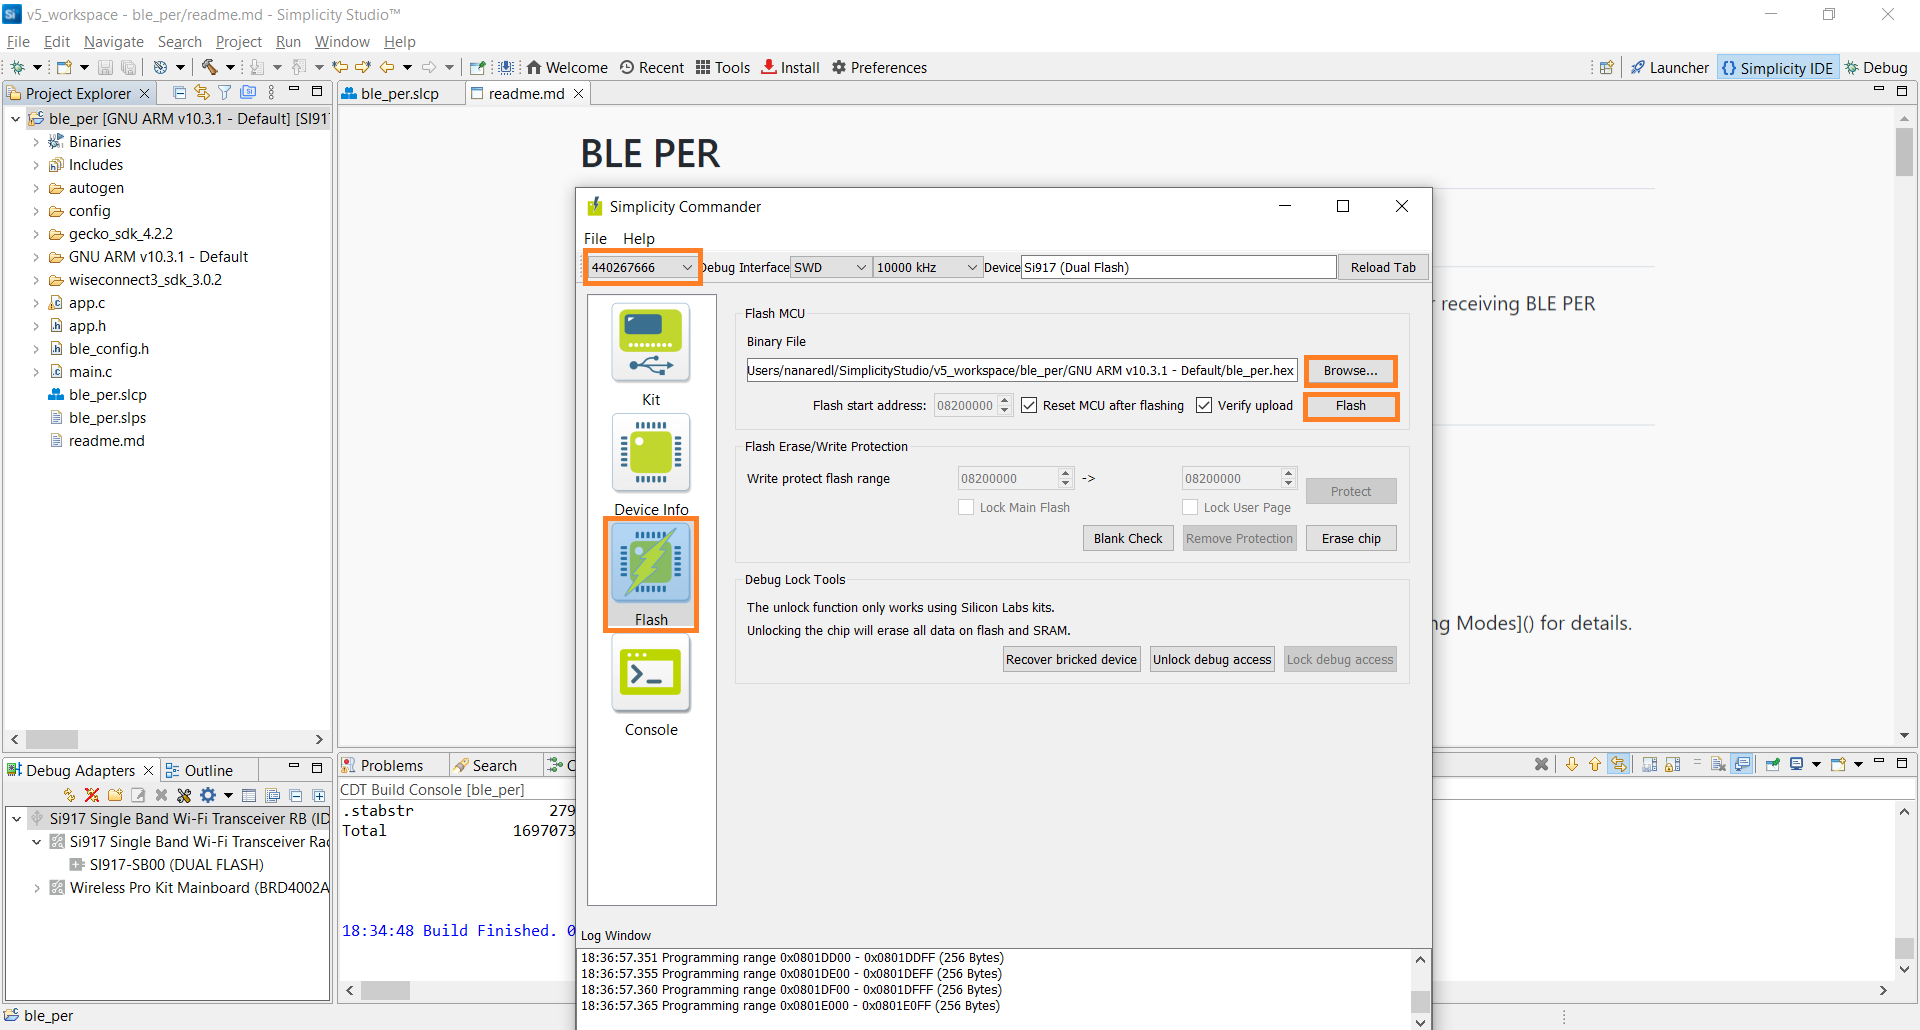 v5_workspace - ble_per/readme.md - Simplicity Studio™
File Edit Navigate Search Project Run Window Help
Welcome Recent Tools Install Preferences
Launcher Simplicity IDE Debug
Project Explorer
ble_per.slcp readme.md
ble_per [GNU ARM v10.3.1 - Default] [SI917
Binaries
Includes
autogen
config
gecko_sdk_4.2.2
GNU ARM v10.3.1 - Default
wiseconnect3_sdk_3.0.2
app.c
app.h
ble_config.h
main.c
ble_per.slcp
ble_per.slps
readme.md
BLE PER
receiving BLE PER
ng Modes]() for details.
Simplicity Commander
File Help
440267666 Debug Interface SWD 10000 kHz Device Si917 (Dual Flash) Reload Tab
Kit
Device Info
Flash
Console
Flash MCU
Binary File
Users/nanaredl/SimplicityStudio/v5_workspace/ble_per/GNU ARM v10.3.1 - Default/ble_per.hex Browse...
Flash start address: 08200000 Reset MCU after flashing Verify upload Flash
Flash Erase/Write Protection
Write protect flash range 08200000 -> 08200000 Protect
Lock Main Flash Lock User Page
Blank Check Remove Protection Erase chip
Debug Lock Tools
The unlock function only works using Silicon Labs kits.
Unlocking the chip will erase all data on flash and SRAM.
Recover bricked device Unlock debug access Lock debug access
Log Window
18:36:57.351 Programming range 0x0801DD00 - 0x0801DDFF (256 Bytes)
18:36:57.355 Programming range 0x0801DE00 - 0x0801DEFF (256 Bytes)
18:36:57.360 Programming range 0x0801DF00 - 0x0801DFFF (256 Bytes)
18:36:57.365 Programming range 0x0801E000 - 0x0801E0FF (256 Bytes)
Debug Adapters Outline
Si917 Single Band Wi-Fi Transceiver RB (ID
Si917 Single Band Wi-Fi Transceiver Rad
SI917-SB00 (DUAL FLASH)
Wireless Pro Kit Mainboard (BRD4002A
Problems Search C
CDT Build Console [ble_per]
.stabstr 279
Total 1697073
18:34:48 Build Finished. 0
ble_per